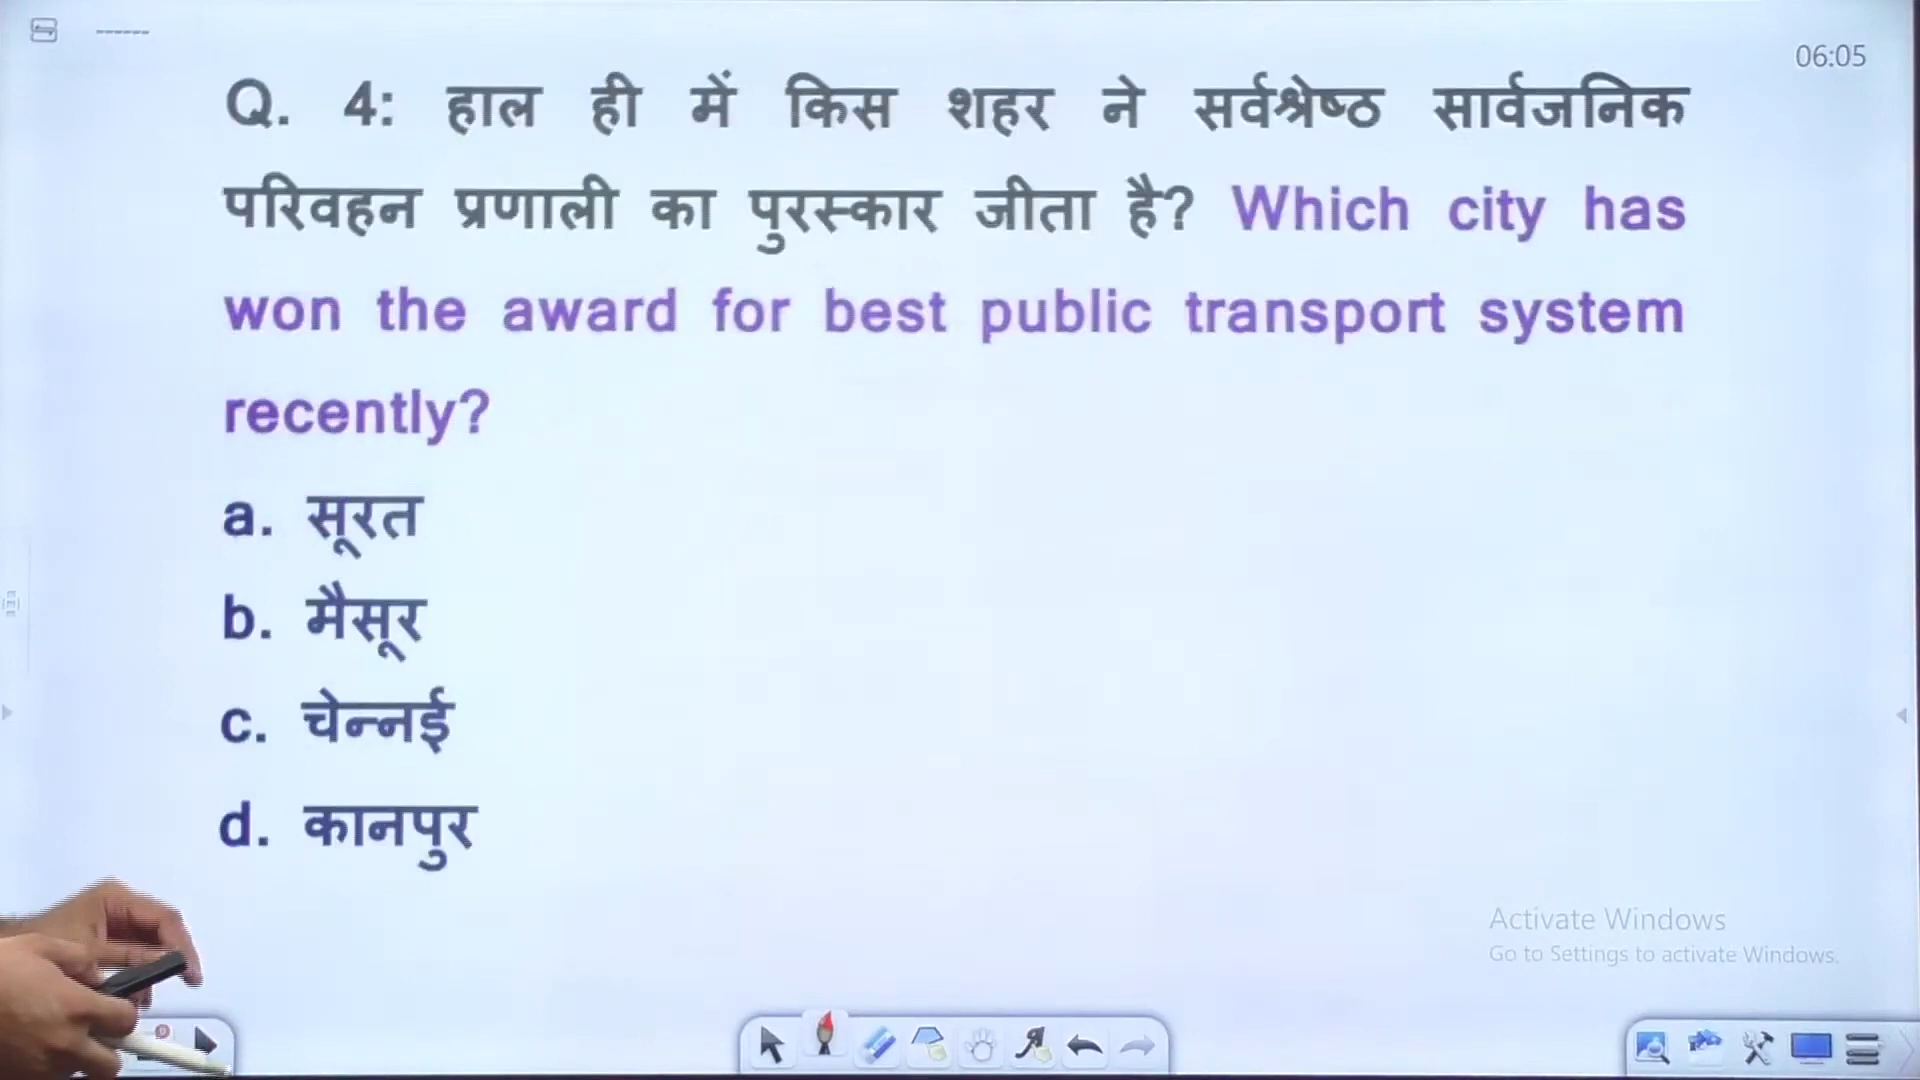 06:05
Q. 4: हाल ही में किस शहर ने सर्वश्रेष्ठ सार्वजनिक
परिवहन प्रणाली का पुरस्कार जीता है? Which city has
won the award for best public transport system
recently?
a. सूरत
b. मैसूर
c. चेन्नई
d. कानपुर
Activate Windows
Go to Settings to activate Windows.